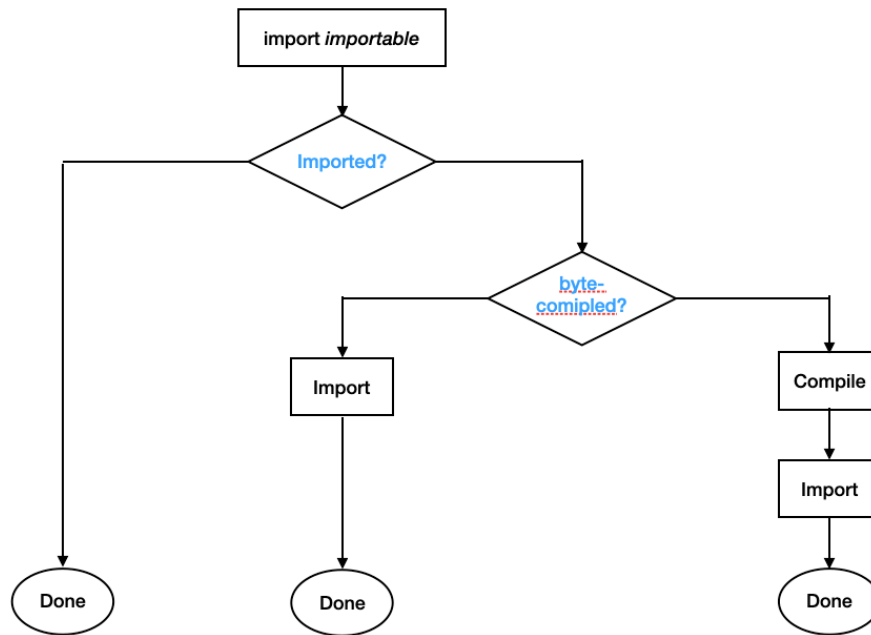 import importable
Imported?
byte-
comipled?
Import
Compile
Import
Done
Done
Done